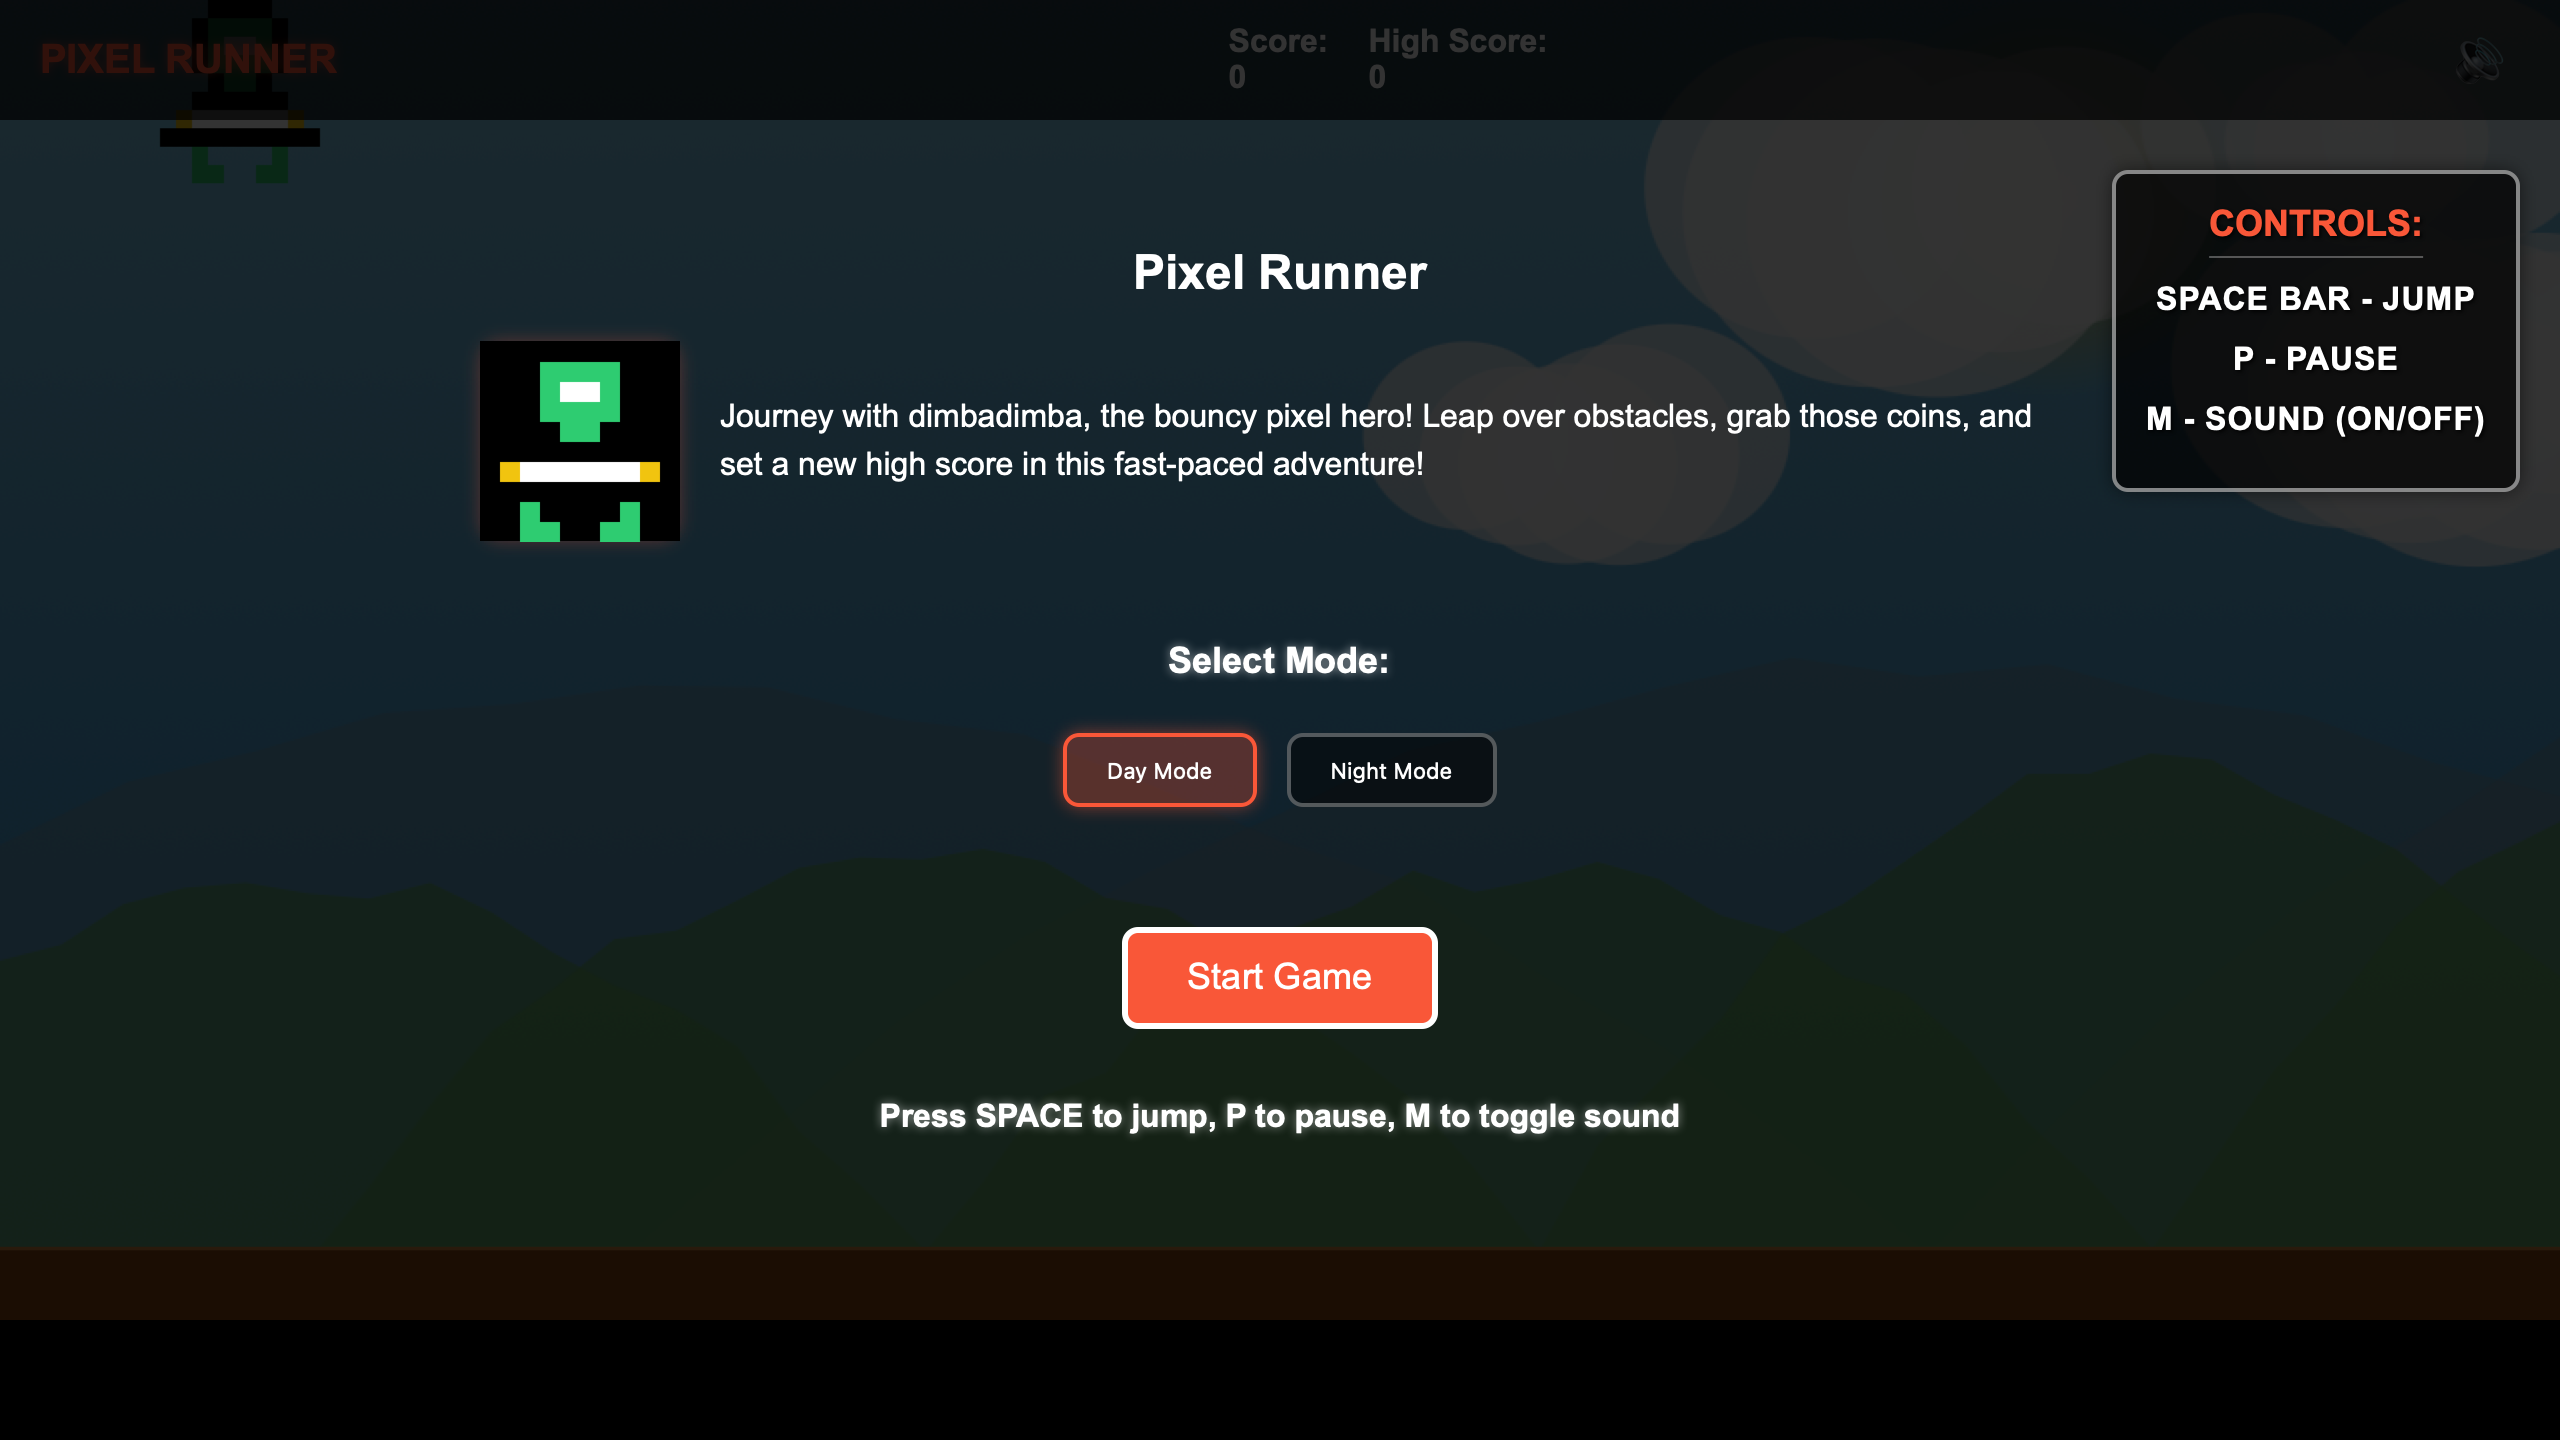 PIXEL RUNNER
Score:
0
High Score:
0
CONTROLS:
SPACE BAR - JUMP
P - PAUSE
M - SOUND (ON/OFF)
Pixel Runner
Journey with dimbadimba, the bouncy pixel hero! Leap over obstacles, grab those coins, and
set a new high score in this fast-paced adventure!
Select Mode:
Day Mode
Night Mode
Start Game
Press SPACE to jump, P to pause, M to toggle sound